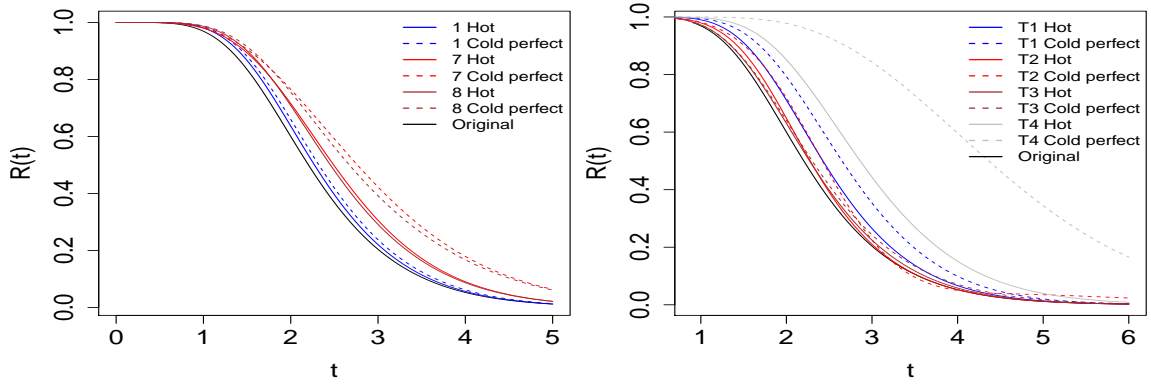 1.0
0.8
0.6
0.4
0.2
0.0
R(t)
0 1 2 3 4 5
t
1 Hot
1 Cold perfect
7 Hot
7 Cold perfect
8 Hot
8 Cold perfect
Original
1.0
0.8
0.6
0.4
0.2
0.0
R(t)
1 2 3 4 5 6
t
T1 Hot
T1 Cold perfect
T2 Hot
T2 Cold perfect
T3 Hot
T3 Cold perfect
T4 Hot
T4 Cold perfect
Original